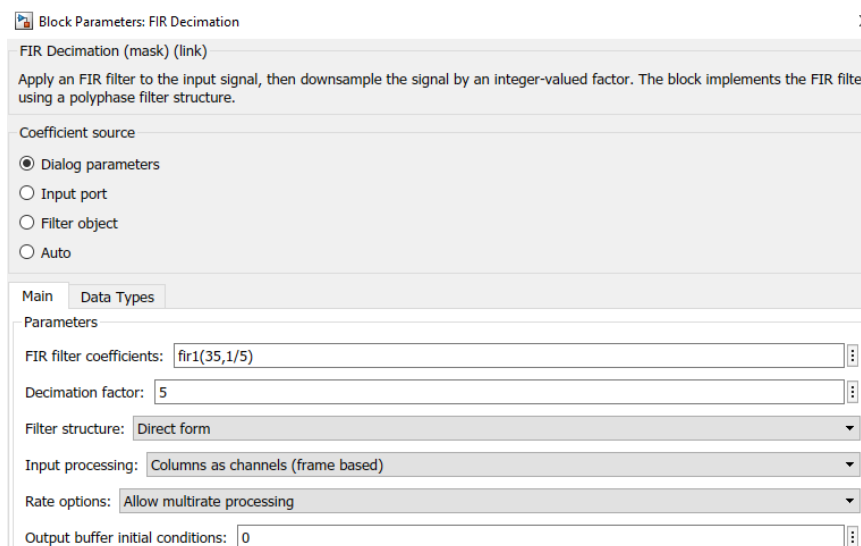 Block Parameters: FIR Decimation
FIR Decimation (mask) (link)
Apply an FIR filter to the input signal, then downsample the signal by an integer-valued factor. The block implements the FIR filte
using a polyphase filter structure.
Coefficient source
Dialog parameters
Input port
Filter object
Auto
Main Data Types
Parameters
FIR filter coefficients: fir1(35,1/5)
Decimation factor: 5
Filter structure: Direct form
Input processing: Columns as channels (frame based)
Rate options: Allow multirate processing
Output buffer initial conditions: 0